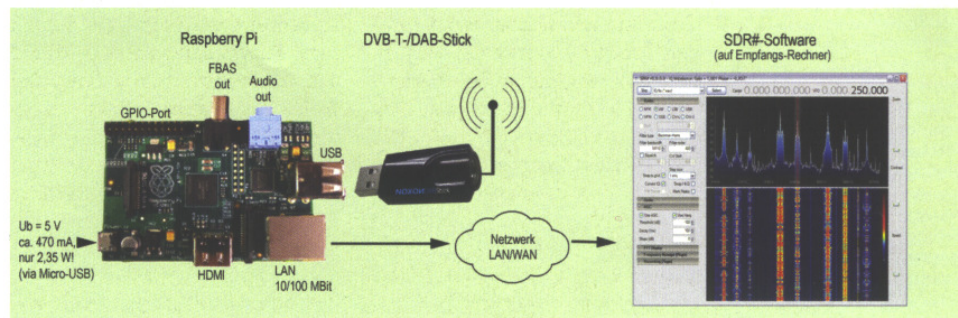 Raspberry Pi
DVB-T-/DAB-Stick
SDR#-Software
(auf Empfangs-Rechner)
FBAS
out
Audio
out
GPIO-Port
USB
NOXON
Ub = 5 V
ca. 470 mA,
nur 2,35 W!
(via Micro-USB)
HDMI
LAN
10/100 MBit
Netzwerk
LAN/WAN
250.000